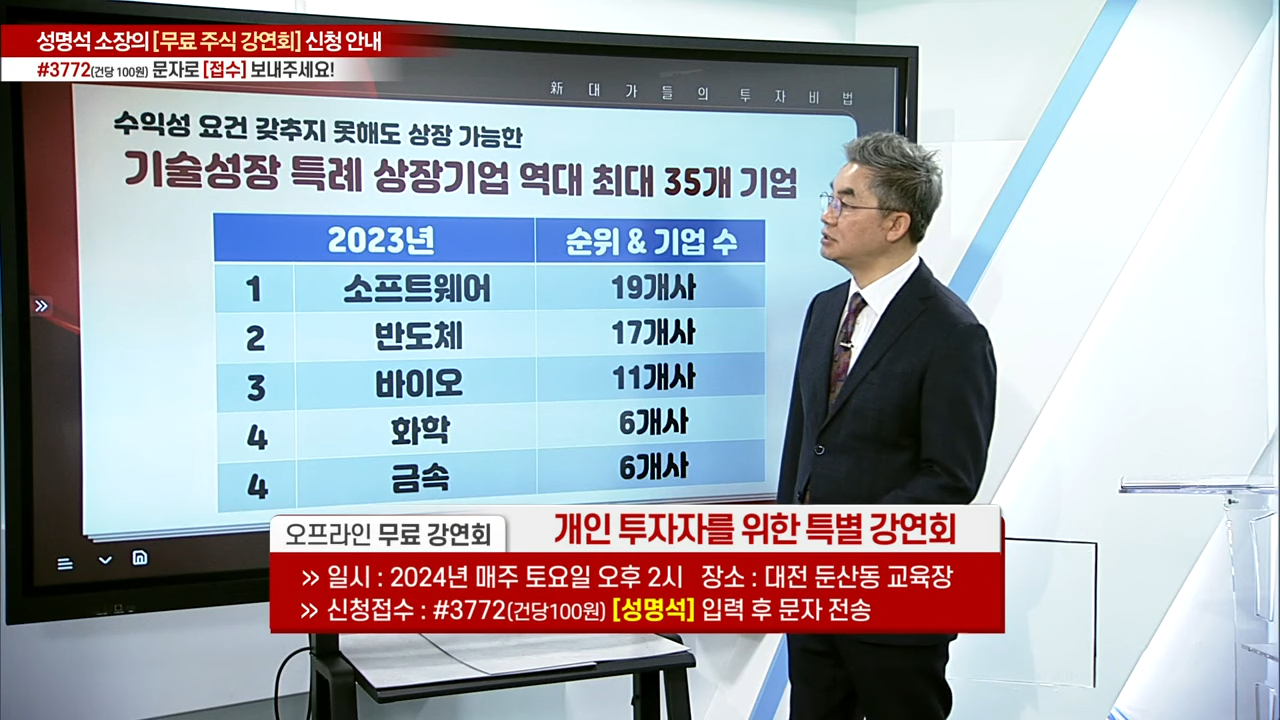 성명석 소장의 [무료 주식 강연회] 신청 안내
#3772(건당 100원) 문자로 [접수] 보내주세요!
新 대가들의 투자비법
수익성 요건 갖추지 못해도 상장 가능한
기술성장 특례 상장기업 역대 최대 35개 기업
2023년 순위 & 기업 수
1 소프트웨어 19개사
2 반도체 17개사
3 바이오 11개사
4 화학 6개사
4 금속 6개사
오프라인 무료 강연회 개인 투자자를 위한 특별 강연회
>> 일시 : 2024년 매주 토요일 오후 2시 장소 : 대전 둔산동 교육장
>> 신청접수 : #3772(건당100원) [성명석] 입력 후 문자 전송